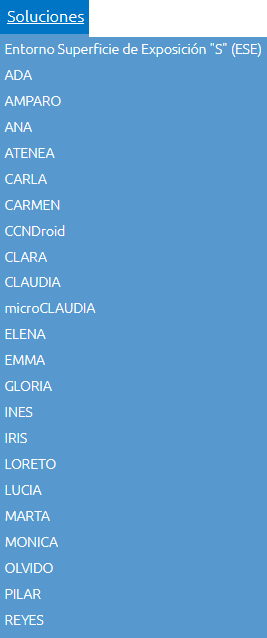 Soluciones
Entorno Superficie de Exposición "S" (ESE)
ADA
AMPARO
ANA
ATENEA
CARLA
CARMEN
CCNDroid
CLARA
CLAUDIA
microCLAUDIA
ELENA
EMMA
GLORIA
INES
IRIS
LORETO
LUCIA
MARTA
MONICA
OLVIDO
PILAR
REYES